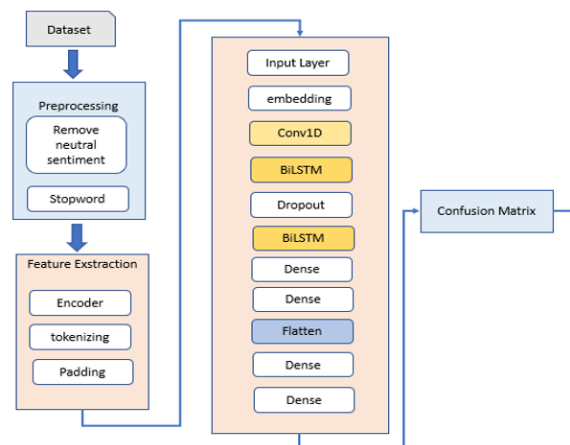 Dataset
Preprocessing
Remove
neutral
sentiment
Stopword
Feature Exstraction
Encoder
tokenizing
Padding
Input Layer
embedding
Conv1D
BiLSTM
Dropout
BiLSTM
Dense
Dense
Flatten
Dense
Dense
Confusion Matrix